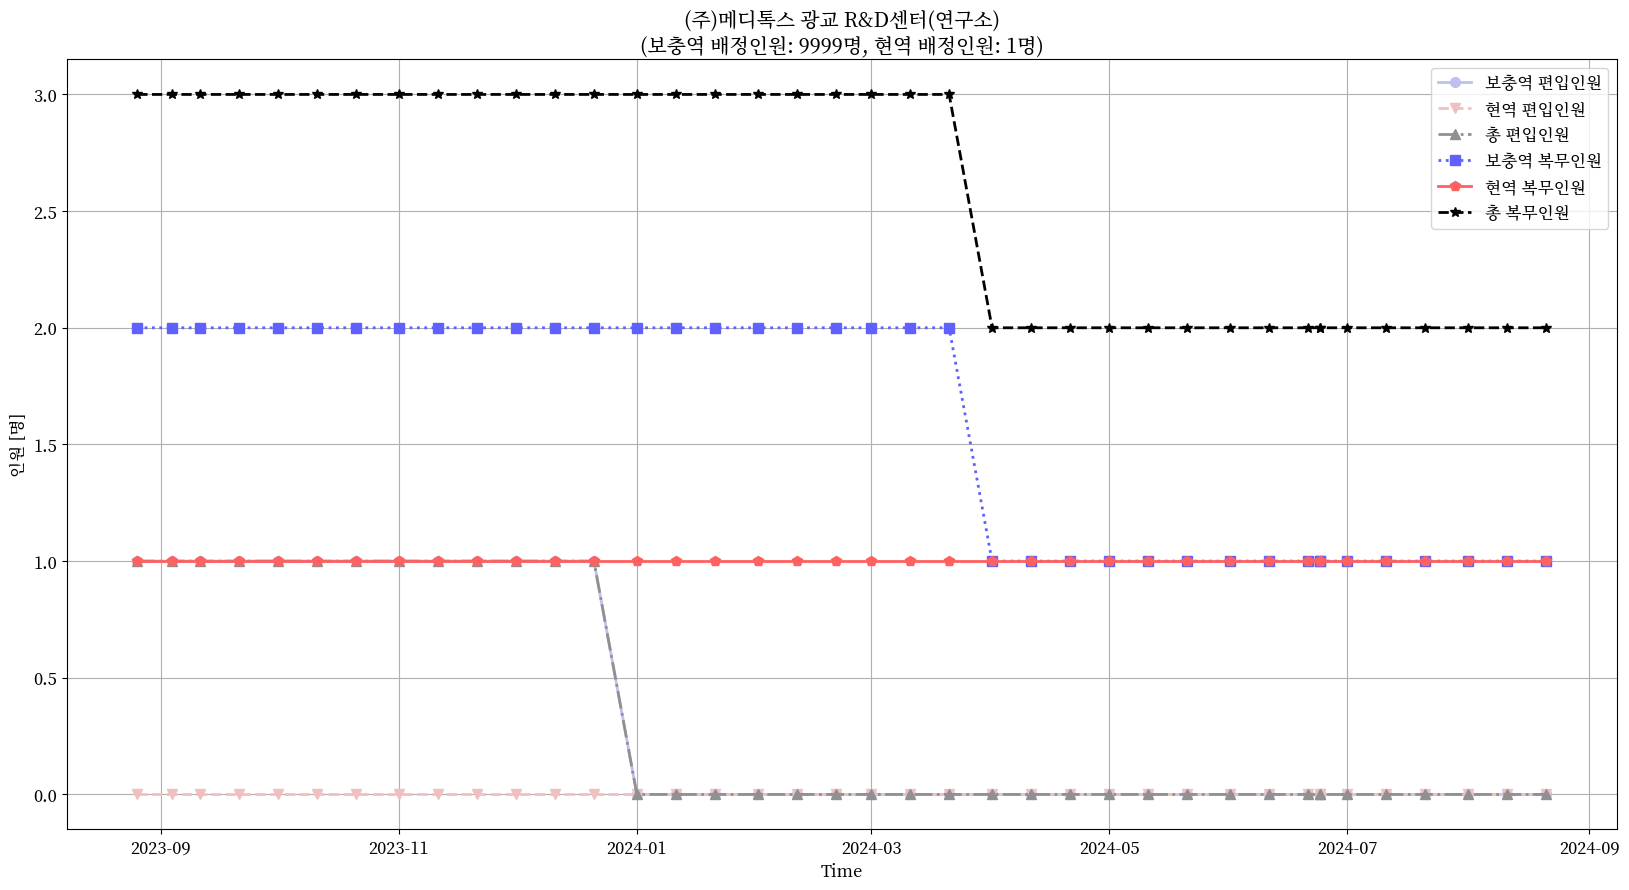 (주)메디톡스 광교 R&D센터(연구소)
(보충역 배정인원: 9999명, 현역 배정인원: 1명)
보충역 편입인원
현역 편입인원
총 편입인원
보충역 복무인원
현역 복무인원
총 복무인원
인원 [명]
3.0
2.5
2.0
1.5
1.0
0.5
0.0
2023-09
2023-11
2024-01
2024-03
2024-05
2024-07
2024-09
Time